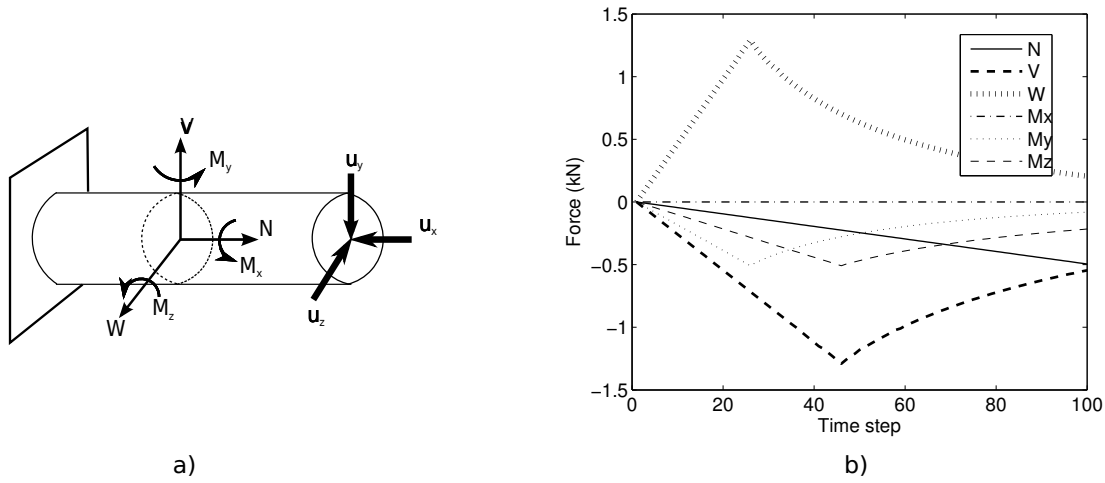 V
M_y
N
M_x
W
M_z
u_y
u_x
u_z
a)
1.5
1
0.5
0
−0.5
−1
−1.5
Force (kN)
0
20
40
60
80
100
Time step
N
V
W
Mx
My
Mz
b)